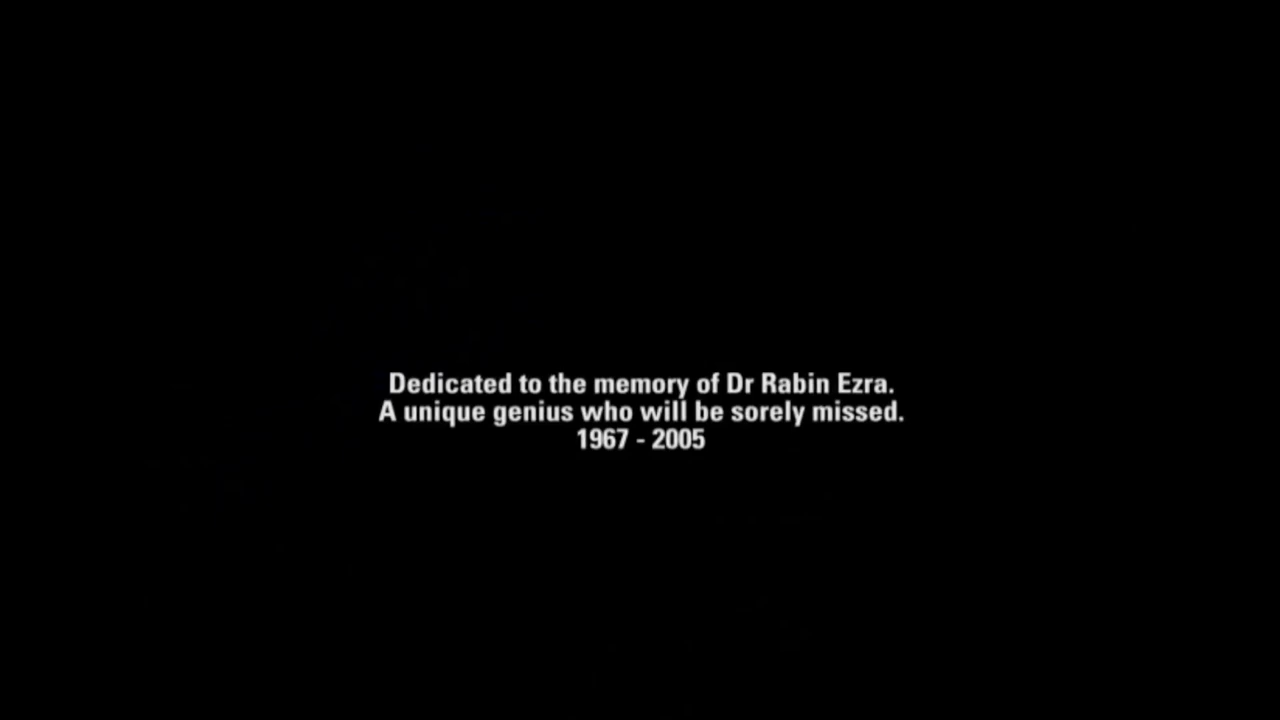 Dedicated to the memory of Dr Rabin Ezra.
A unique genius who will be sorely missed.
1967 - 2005